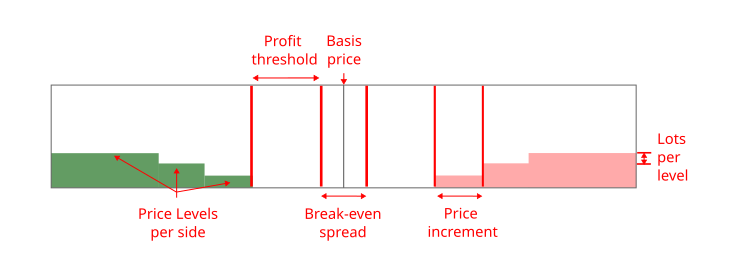 Profit
threshold
Basis
price
Lots
per
level
Price Levels
per side
Break-even
spread
Price
increment